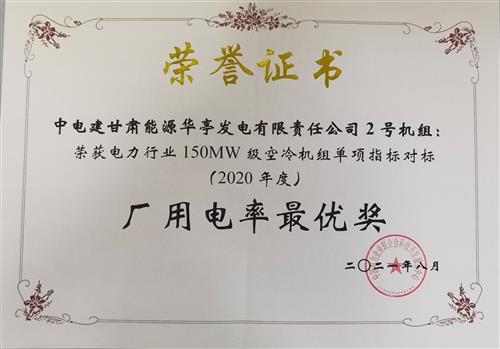 荣誉证书
中电建甘肃能源华亭发电有限责任公司2号机组：
荣获电力行业150MW级空冷机组单项指标对标
（2020年度）
厂用电率最优奖
二〇二一年八月